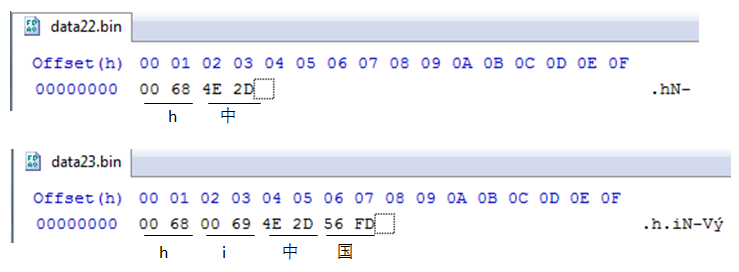 data22.bin
Offset(h) 00 01 02 03 04 05 06 07 08 09 0A 0B 0C 0D 0E 0F
00000000 00 68 4E 2D .hN-
h 中
data23.bin
Offset(h) 00 01 02 03 04 05 06 07 08 09 0A 0B 0C 0D 0E 0F
00000000 00 68 00 69 4E 2D 56 FD .h.iN-Vý
h i 中 国